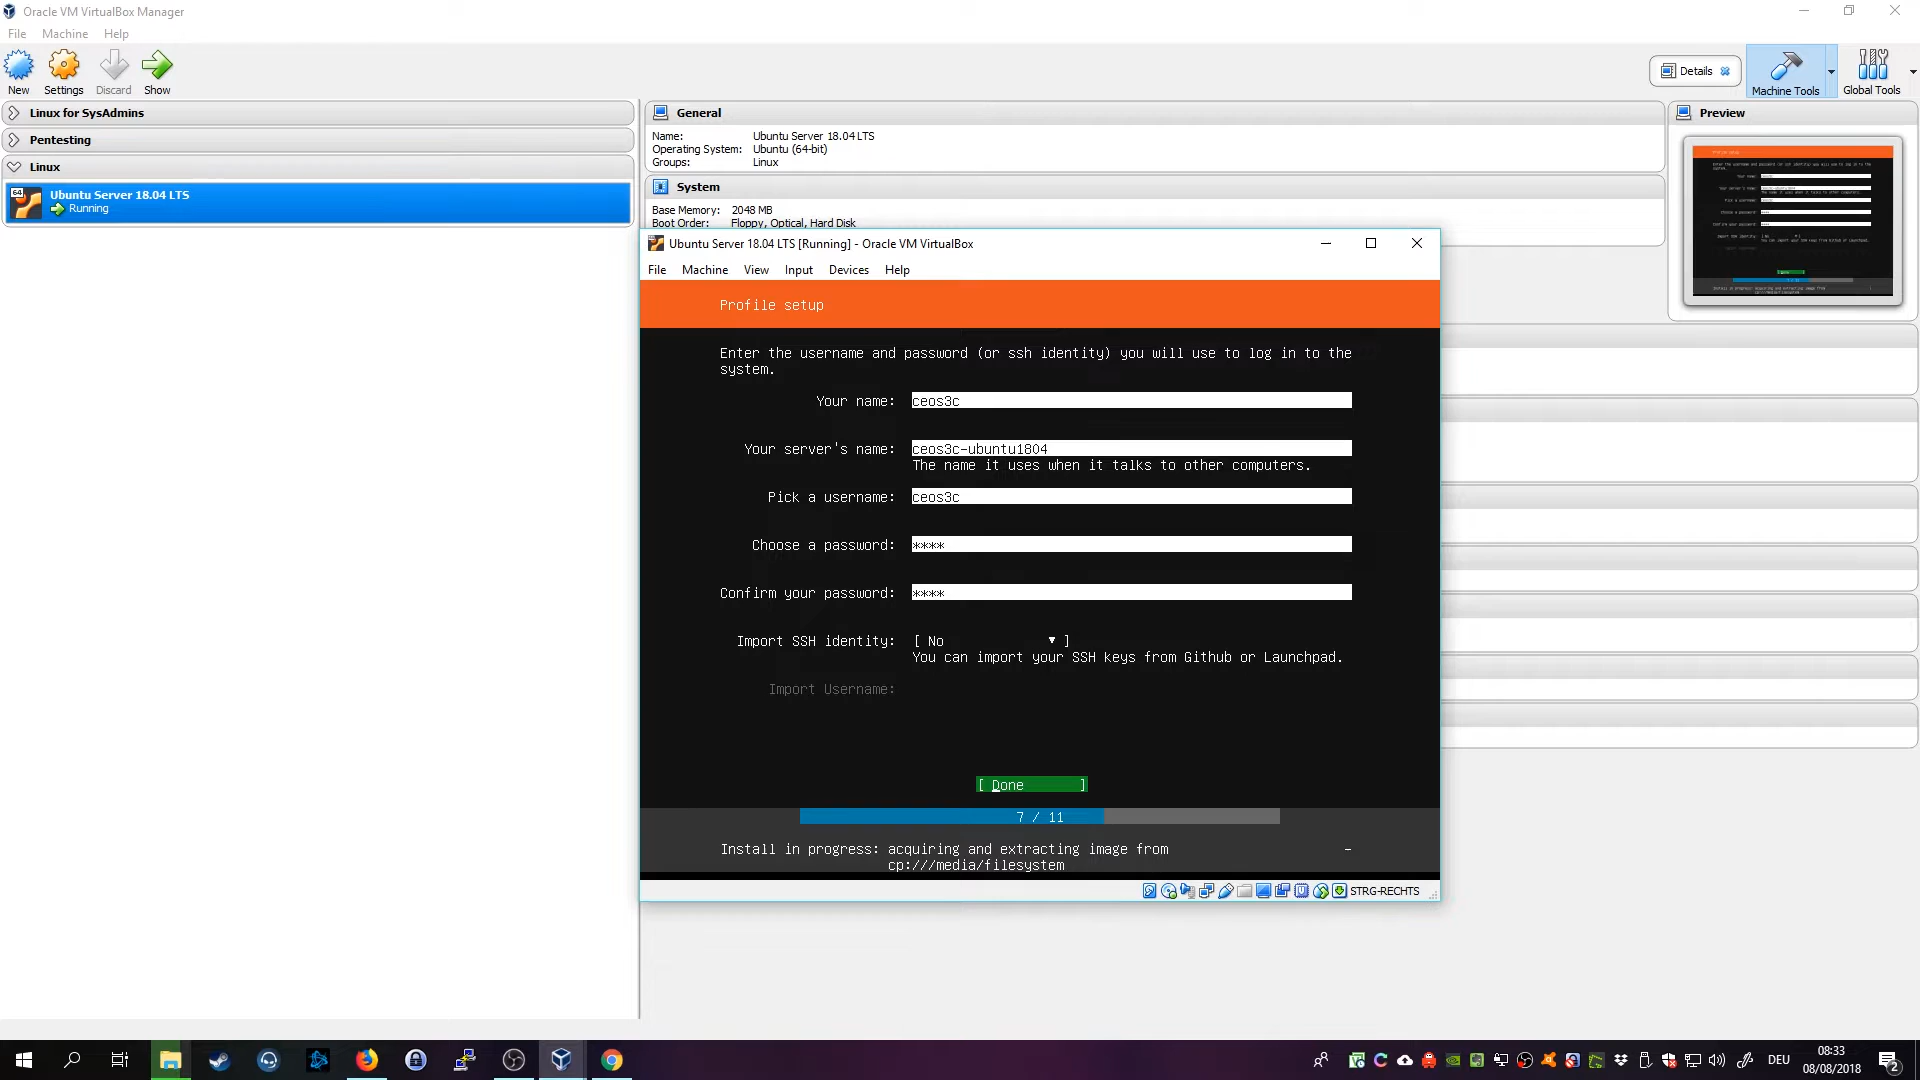 Oracle VM VirtualBox Manager
File Machine Help
New Settings Discard Show
Details
Machine Tools
Global Tools
Linux for SysAdmins
Pentesting
Linux
64
Ubuntu Server 18.04 LTS
Running
General
Name: Ubuntu Server 18.04 LTS
Operating System: Ubuntu (64-bit)
Groups: Linux
System
Base Memory: 2048 MB
Boot Order: Floppy, Optical, Hard Disk
Preview
Ubuntu Server 18.04 LTS [Running] - Oracle VM VirtualBox
File Machine View Input Devices Help
Profile setup
Enter the username and password (or ssh identity) you will use to log in to the
system.
Your name: ceos3c
Your server's name: ceos3c-ubuntu1804
The name it uses when it talks to other computers.
Pick a username: ceos3c
Choose a password: ****
Confirm your password: ****
Import SSH identity: [ No ▼ ]
You can import your SSH keys from Github or Launchpad.
Import Username:
[ Done ]
7 / 11
Install in progress: acquiring and extracting image from -
cp:///media/filesystem
STRG-RECHTS
DEU
08:33
08/08/2018
2